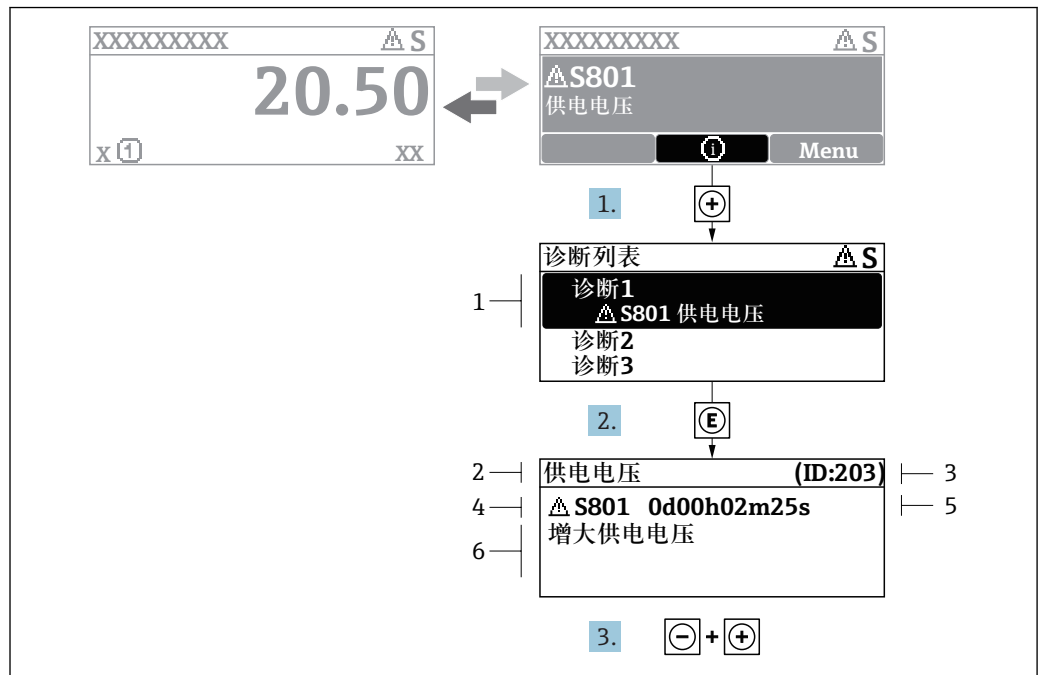 XXXXXXXXX ⚠S
20.50
x① XX
XXXXXXXXX ⚠S
⚠S801
供电电压
ⓘ Menu
1. ⊕
诊断列表 ⚠S
1
诊断1
⚠S801 供电电压
诊断2
诊断3
2. Ⓔ
2 供电电压 (ID:203) 3
4 ⚠S801 0d00h02m25s 5
6 增大供电电压
3. ⊖+⊕